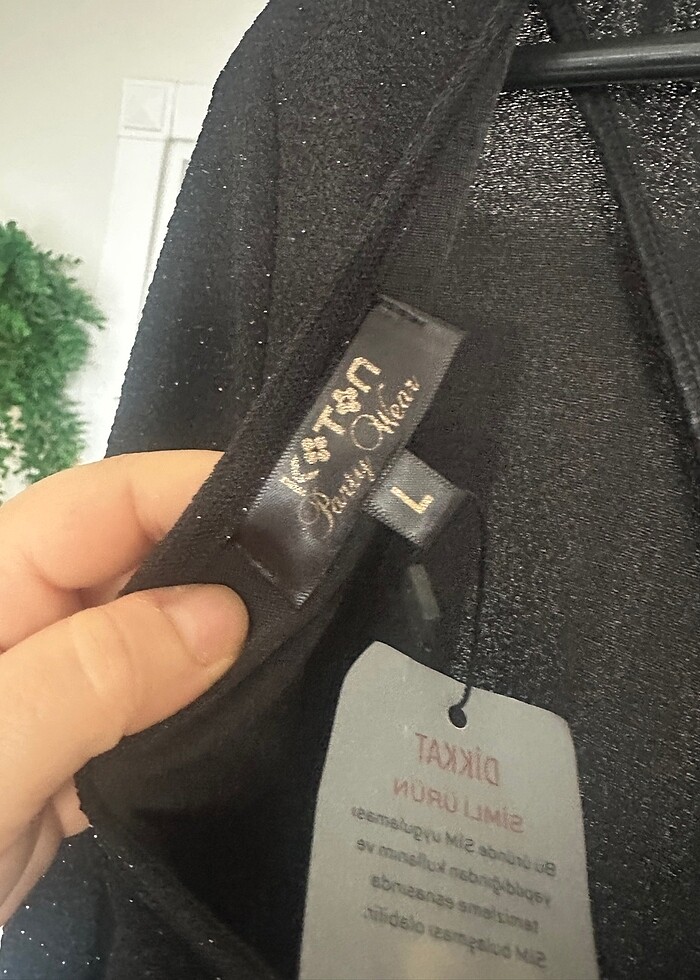 KOTON
Party Wear
L
DİKKAT
SİMLİ ÜRÜN
Bu üründe SİM uygulaması
yapıldığından kullanım ve
temizleme esnasında
SİM bulaşması olabilir.